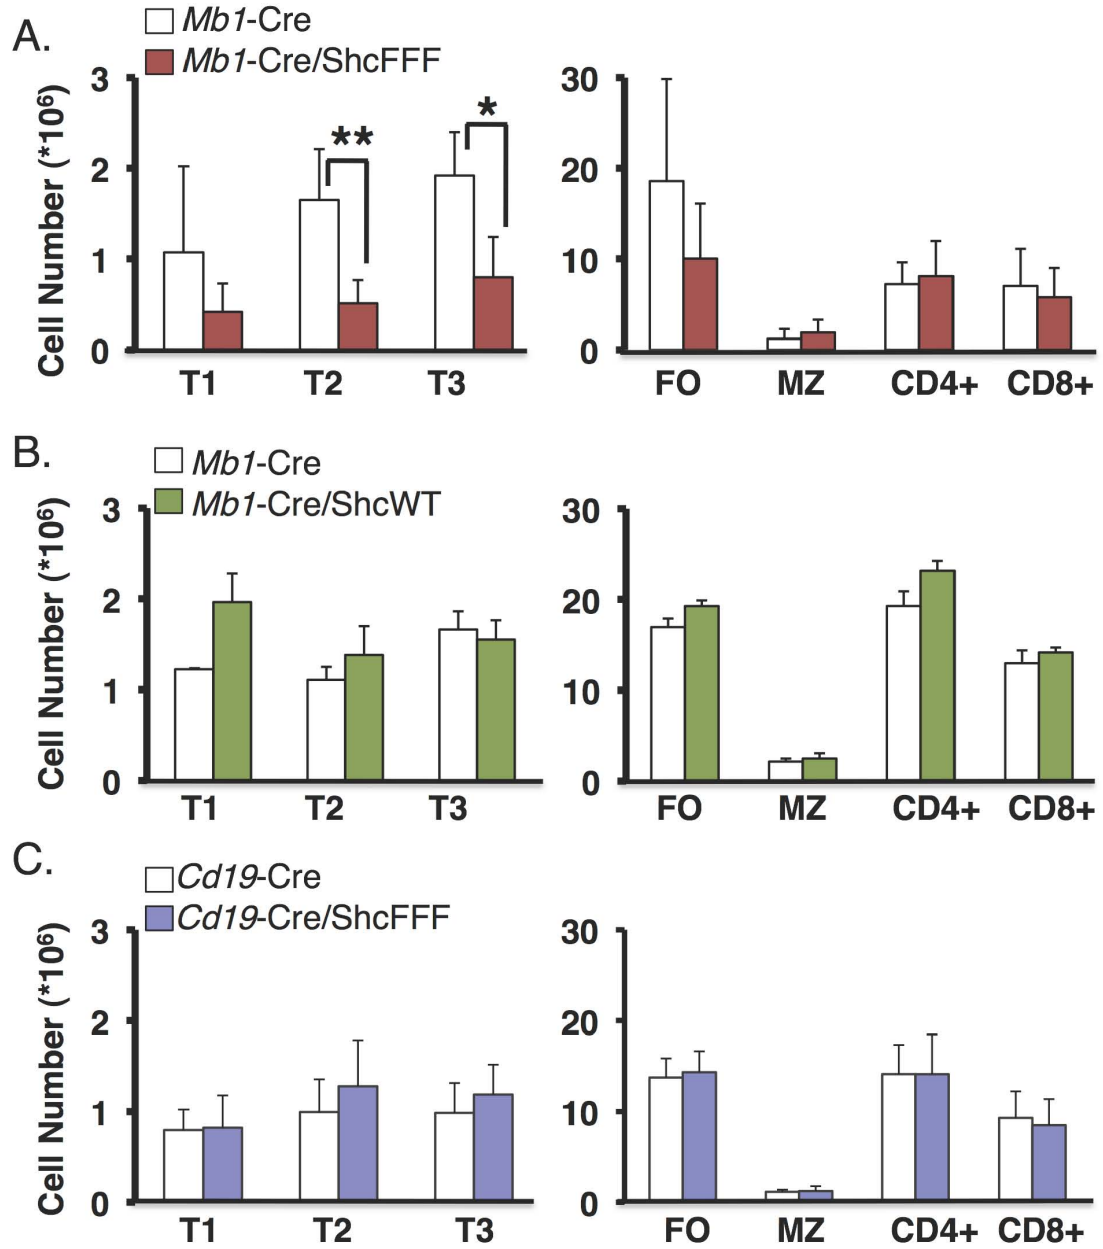 A.
Mb1-Cre
Mb1-Cre/ShcFFF
Cell Number (*10⁶)
3
2
1
0
**
*
T1 T2 T3
30
20
10
0
FO MZ CD4+ CD8+
B.
Mb1-Cre
Mb1-Cre/ShcWT
Cell Number (*10⁶)
3
2
1
0
T1 T2 T3
30
20
10
0
FO MZ CD4+ CD8+
C.
Cd19-Cre
Cd19-Cre/ShcFFF
Cell Number (*10⁶)
3
2
1
0
T1 T2 T3
30
20
10
0
FO MZ CD4+ CD8+